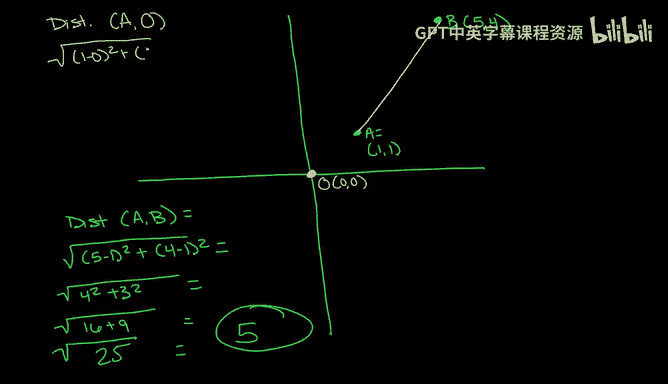 Dist. (A,O)
√(1-0)²+(
B (5,4)
GPT中英字幕课程资源 bilibili
A=
(1,1)
O(0,0)
Dist (A,B) =
√(5-1)² + (4-1)² =
√4²+3² =
√16+9 =
√25 =
5